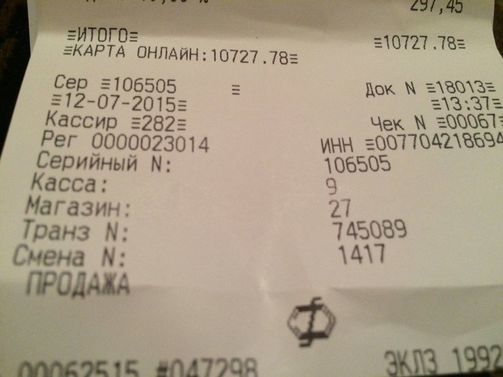 297,45
≡ИТОГО≡ ≡10727.78≡
≡КАРТА ОНЛАЙН:10727.78≡
Сер ≡106505 ≡ Док N ≡18013≡
≡12-07-2015≡ ≡13:37≡
Кассир ≡282≡ Чек N ≡00067≡
Рег 0000023014 ИНН ≡007704218694
Серийный N: 106505
Касса: 9
Магазин: 27
Транз N: 745089
Смена N: 1417
ПРОДАЖА
00062515 #047298 ЭКЛЗ 1992